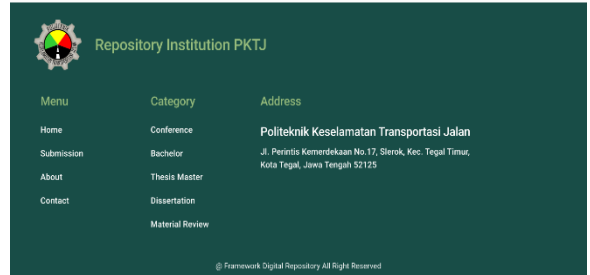 Repository Institution PKTJ
Menu
Home
Submission
About
Contact
Category
Conference
Bachelor
Thesis Master
Dissertation
Material Review
Address
Politeknik Keselamatan Transportasi Jalan
Jl. Perintis Kemerdekaan No.17, Slerok, Kec. Tegal Timur,
Kota Tegal, Jawa Tengah 52125
@ Framework Digital Repository All Right Reserved